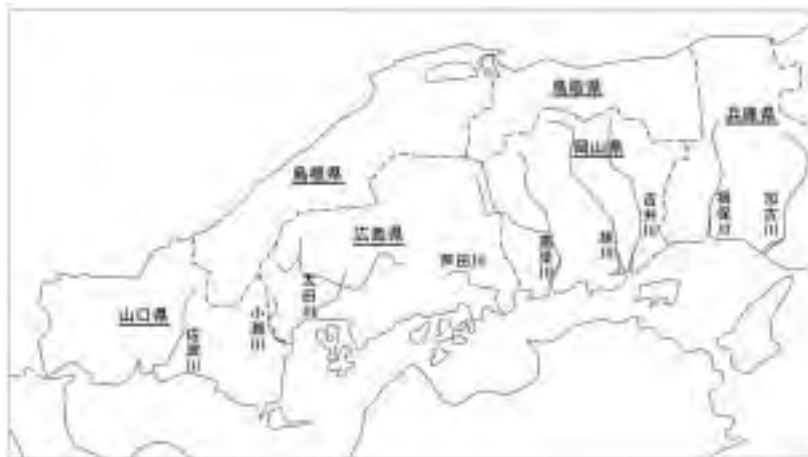 鳥取県
兵庫県
岡山県
島根県
広島県
山口県
吉井川
揖保川
加古川
旭川
高梁川
芦田川
太田川
小瀬川
佐波川